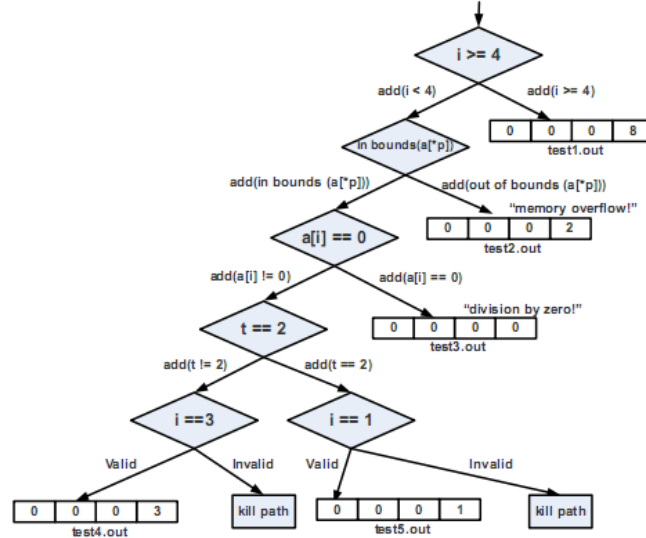 i >= 4
add(i < 4)
add(i >= 4)
0 0 0 8
test1.out
in bounds(a[*p])
add(in bounds (a[*p]))
add(out of bounds (a[*p]))
“memory overflow!”
0 0 0 2
test2.out
a[i] == 0
add(a[i] != 0)
add(a[i] == 0)
“division by zero!”
0 0 0 0
test3.out
t == 2
add(t != 2)
add(t == 2)
i ==3
i == 1
Valid
Invalid
Valid
Invalid
0 0 0 3
test4.out
kill path
0 0 0 1
test5.out
kill path